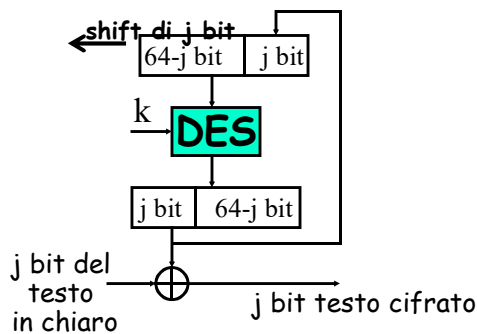 shift di j bit
64-j bit j bit
k
DES
j bit 64-j bit
j bit del
testo
in chiaro
j bit testo cifrato